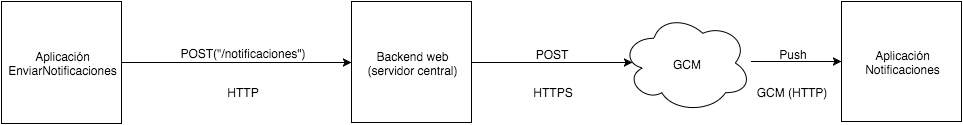 Aplicación
EnviarNotificaciones
POST("/notificaciones")
HTTP
Backend web
(servidor central)
POST
HTTPS
GCM
Push
GCM (HTTP)
Aplicación
Notificaciones